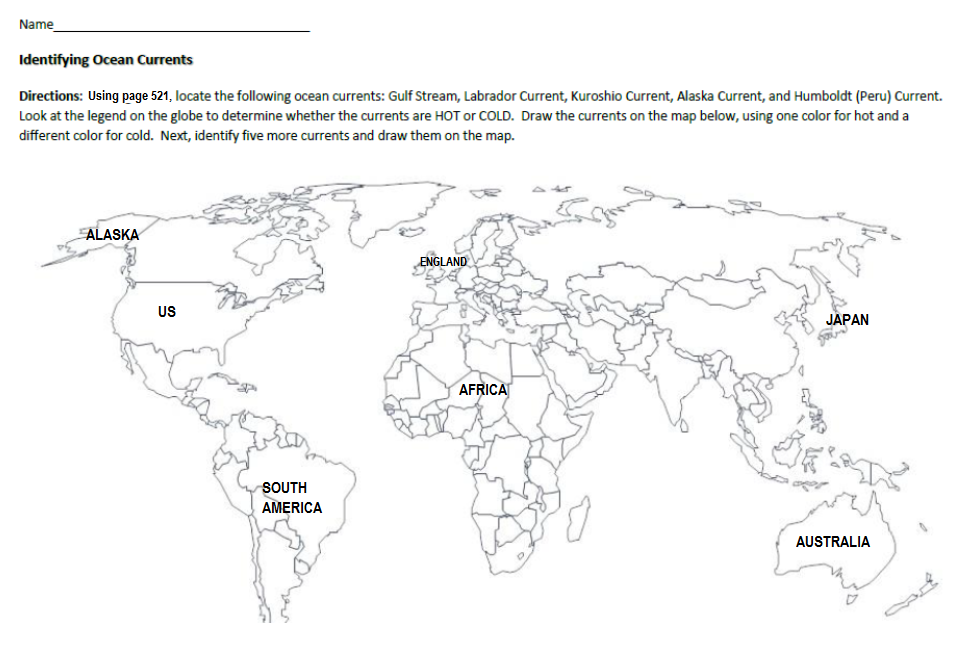 Name
Identifying Ocean Currents
Directions: Using page 521, locate the following ocean currents: Gulf Stream, Labrador Current, Kuroshio Current, Alaska Current, and Humboldt (Peru) Current.
Look at the legend on the globe to determine whether the currents are HOT or COLD. Draw the currents on the map below, using one color for hot and a
different color for cold. Next, identify five more currents and draw them on the map.
ALASKA
ENGLAND
US
JAPAN
AFRICA
SOUTH
AMERICA
AUSTRALIA